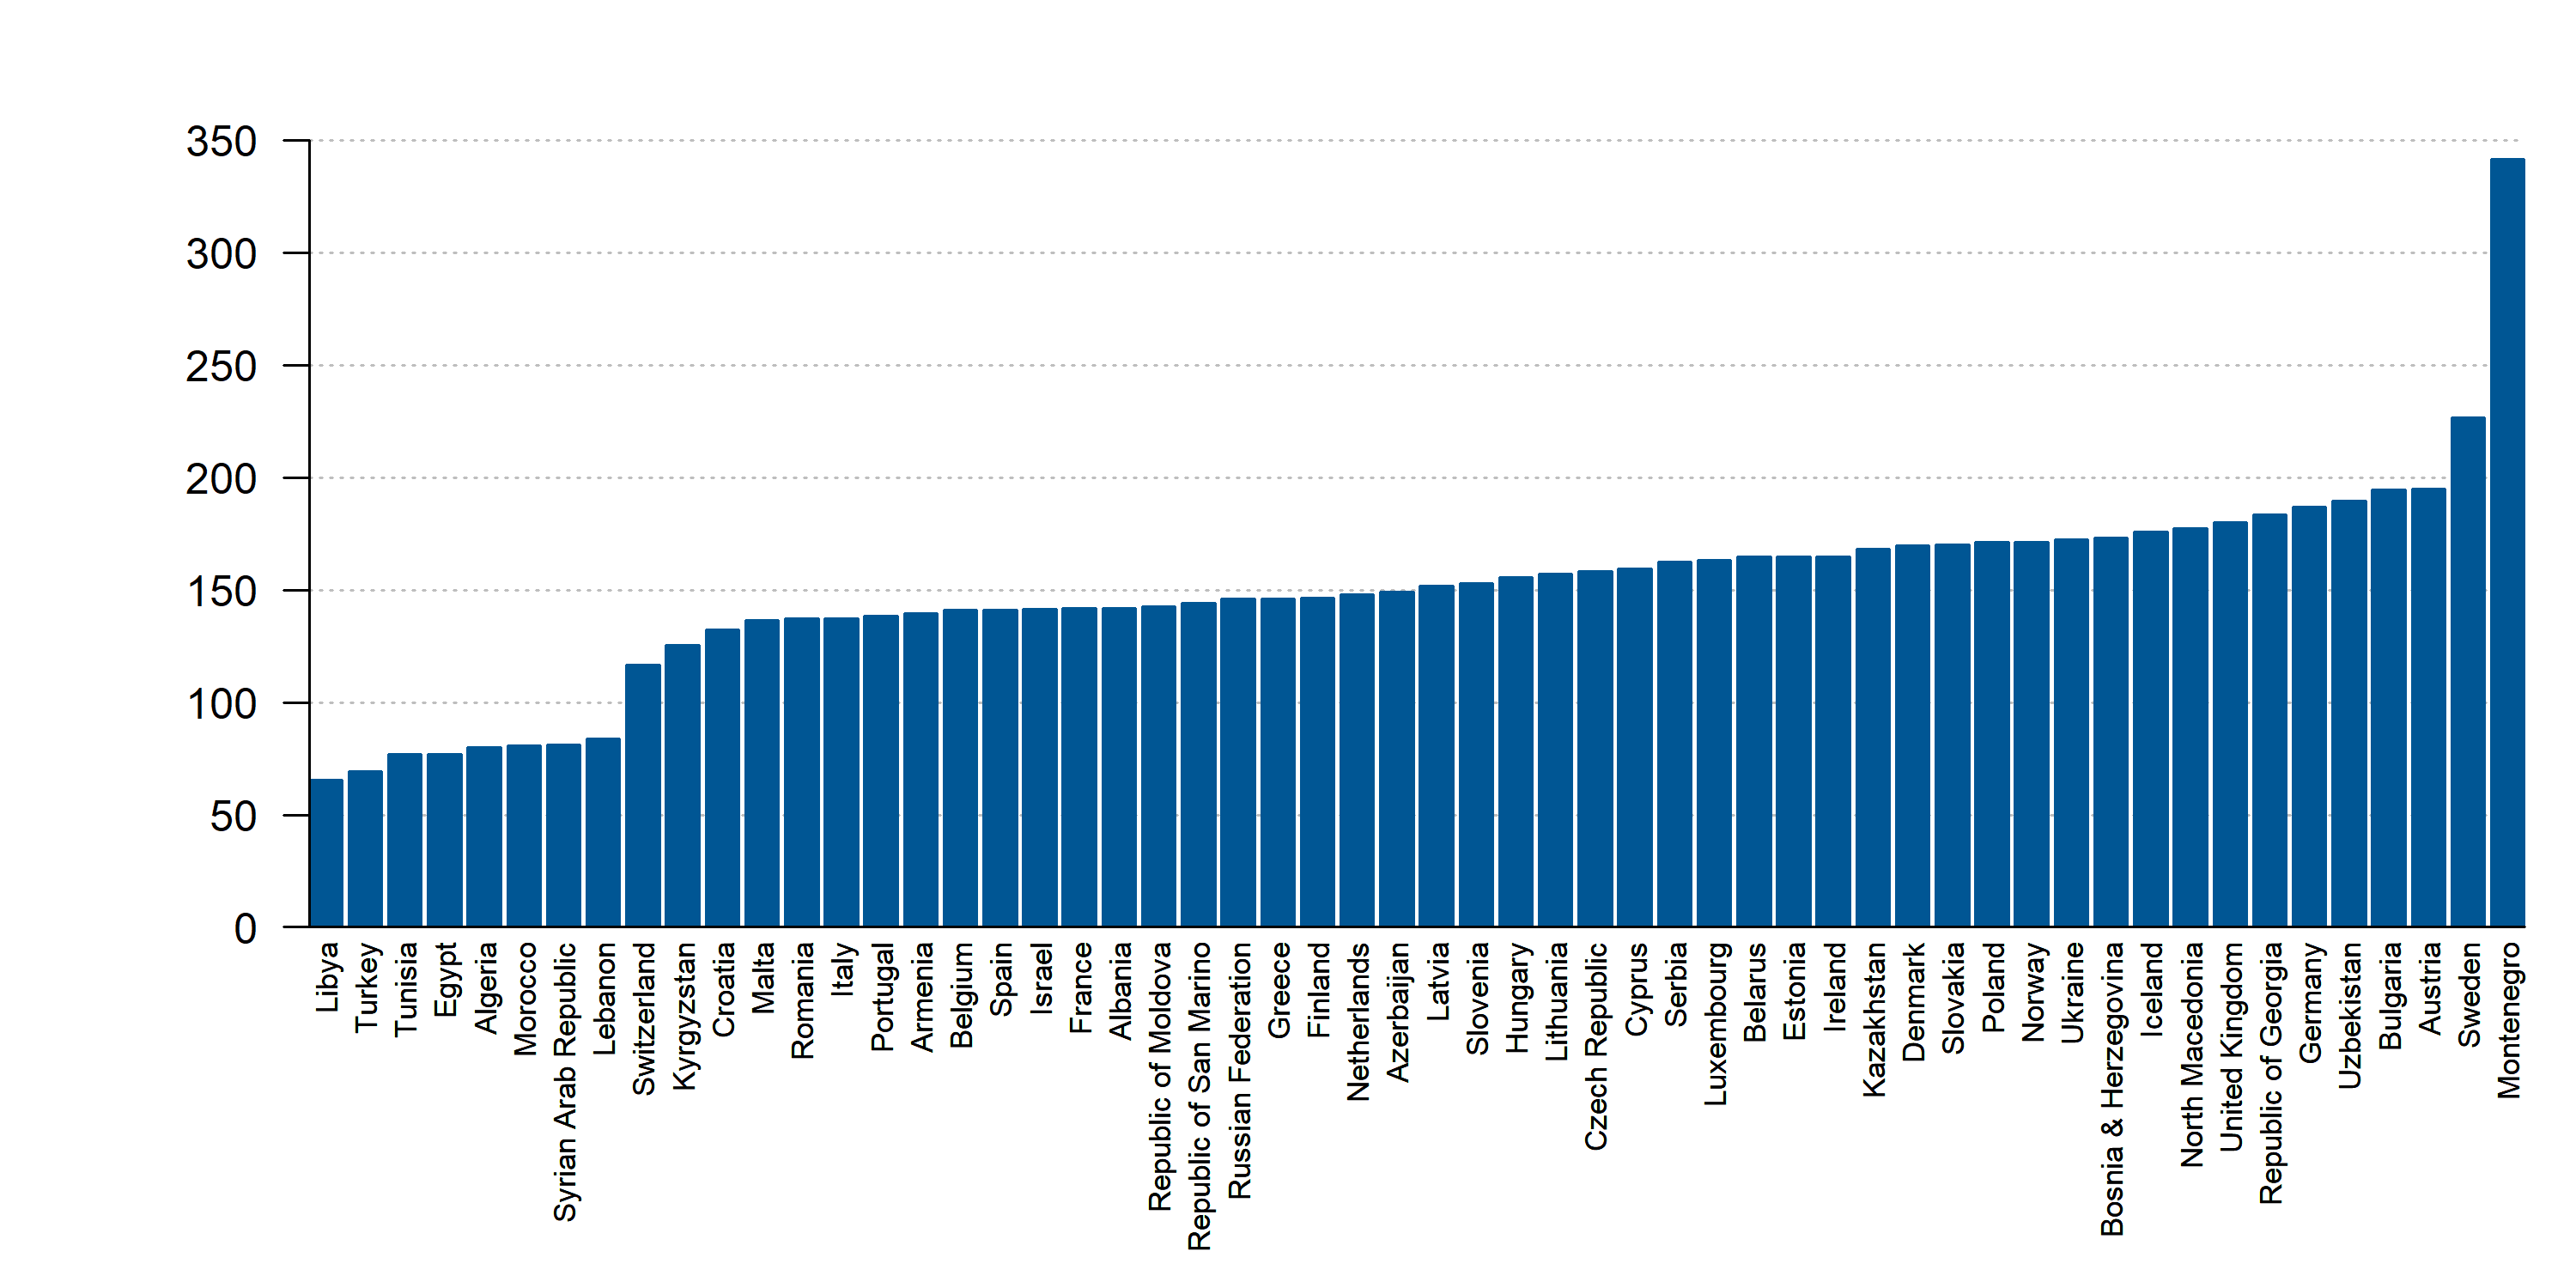 350
300
250
200
150
100
50
0
Libya
Turkey
Tunisia
Egypt
Algeria
Morocco
Syrian Arab Republic
Lebanon
Switzerland
Kyrgyzstan
Croatia
Malta
Romania
Italy
Portugal
Armenia
Belgium
Spain
Israel
France
Albania
Republic of Moldova
Republic of San Marino
Russian Federation
Greece
Finland
Netherlands
Azerbaijan
Latvia
Slovenia
Hungary
Lithuania
Czech Republic
Cyprus
Serbia
Luxembourg
Belarus
Estonia
Ireland
Kazakhstan
Denmark
Slovakia
Poland
Norway
Ukraine
Bosnia & Herzegovina
Iceland
North Macedonia
United Kingdom
Republic of Georgia
Germany
Uzbekistan
Bulgaria
Austria
Sweden
Montenegro